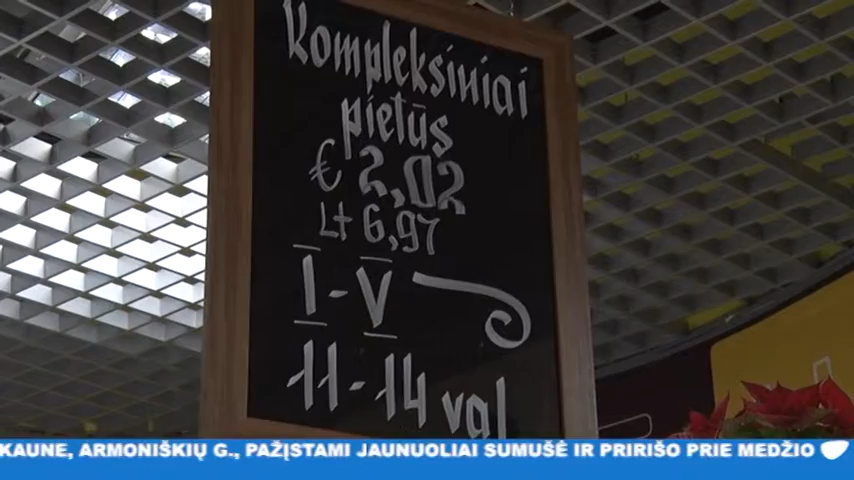 Kompleksiniai
pietūs
€ 2,02
Lt 6,97
I - V
11 - 14 val
KAUNE, ARMONIŠKIŲ G., PAŽĮSTAMI JAUNUOLIAI SUMUŠĖ IR PRIRIŠO PRIE MEDŽIO